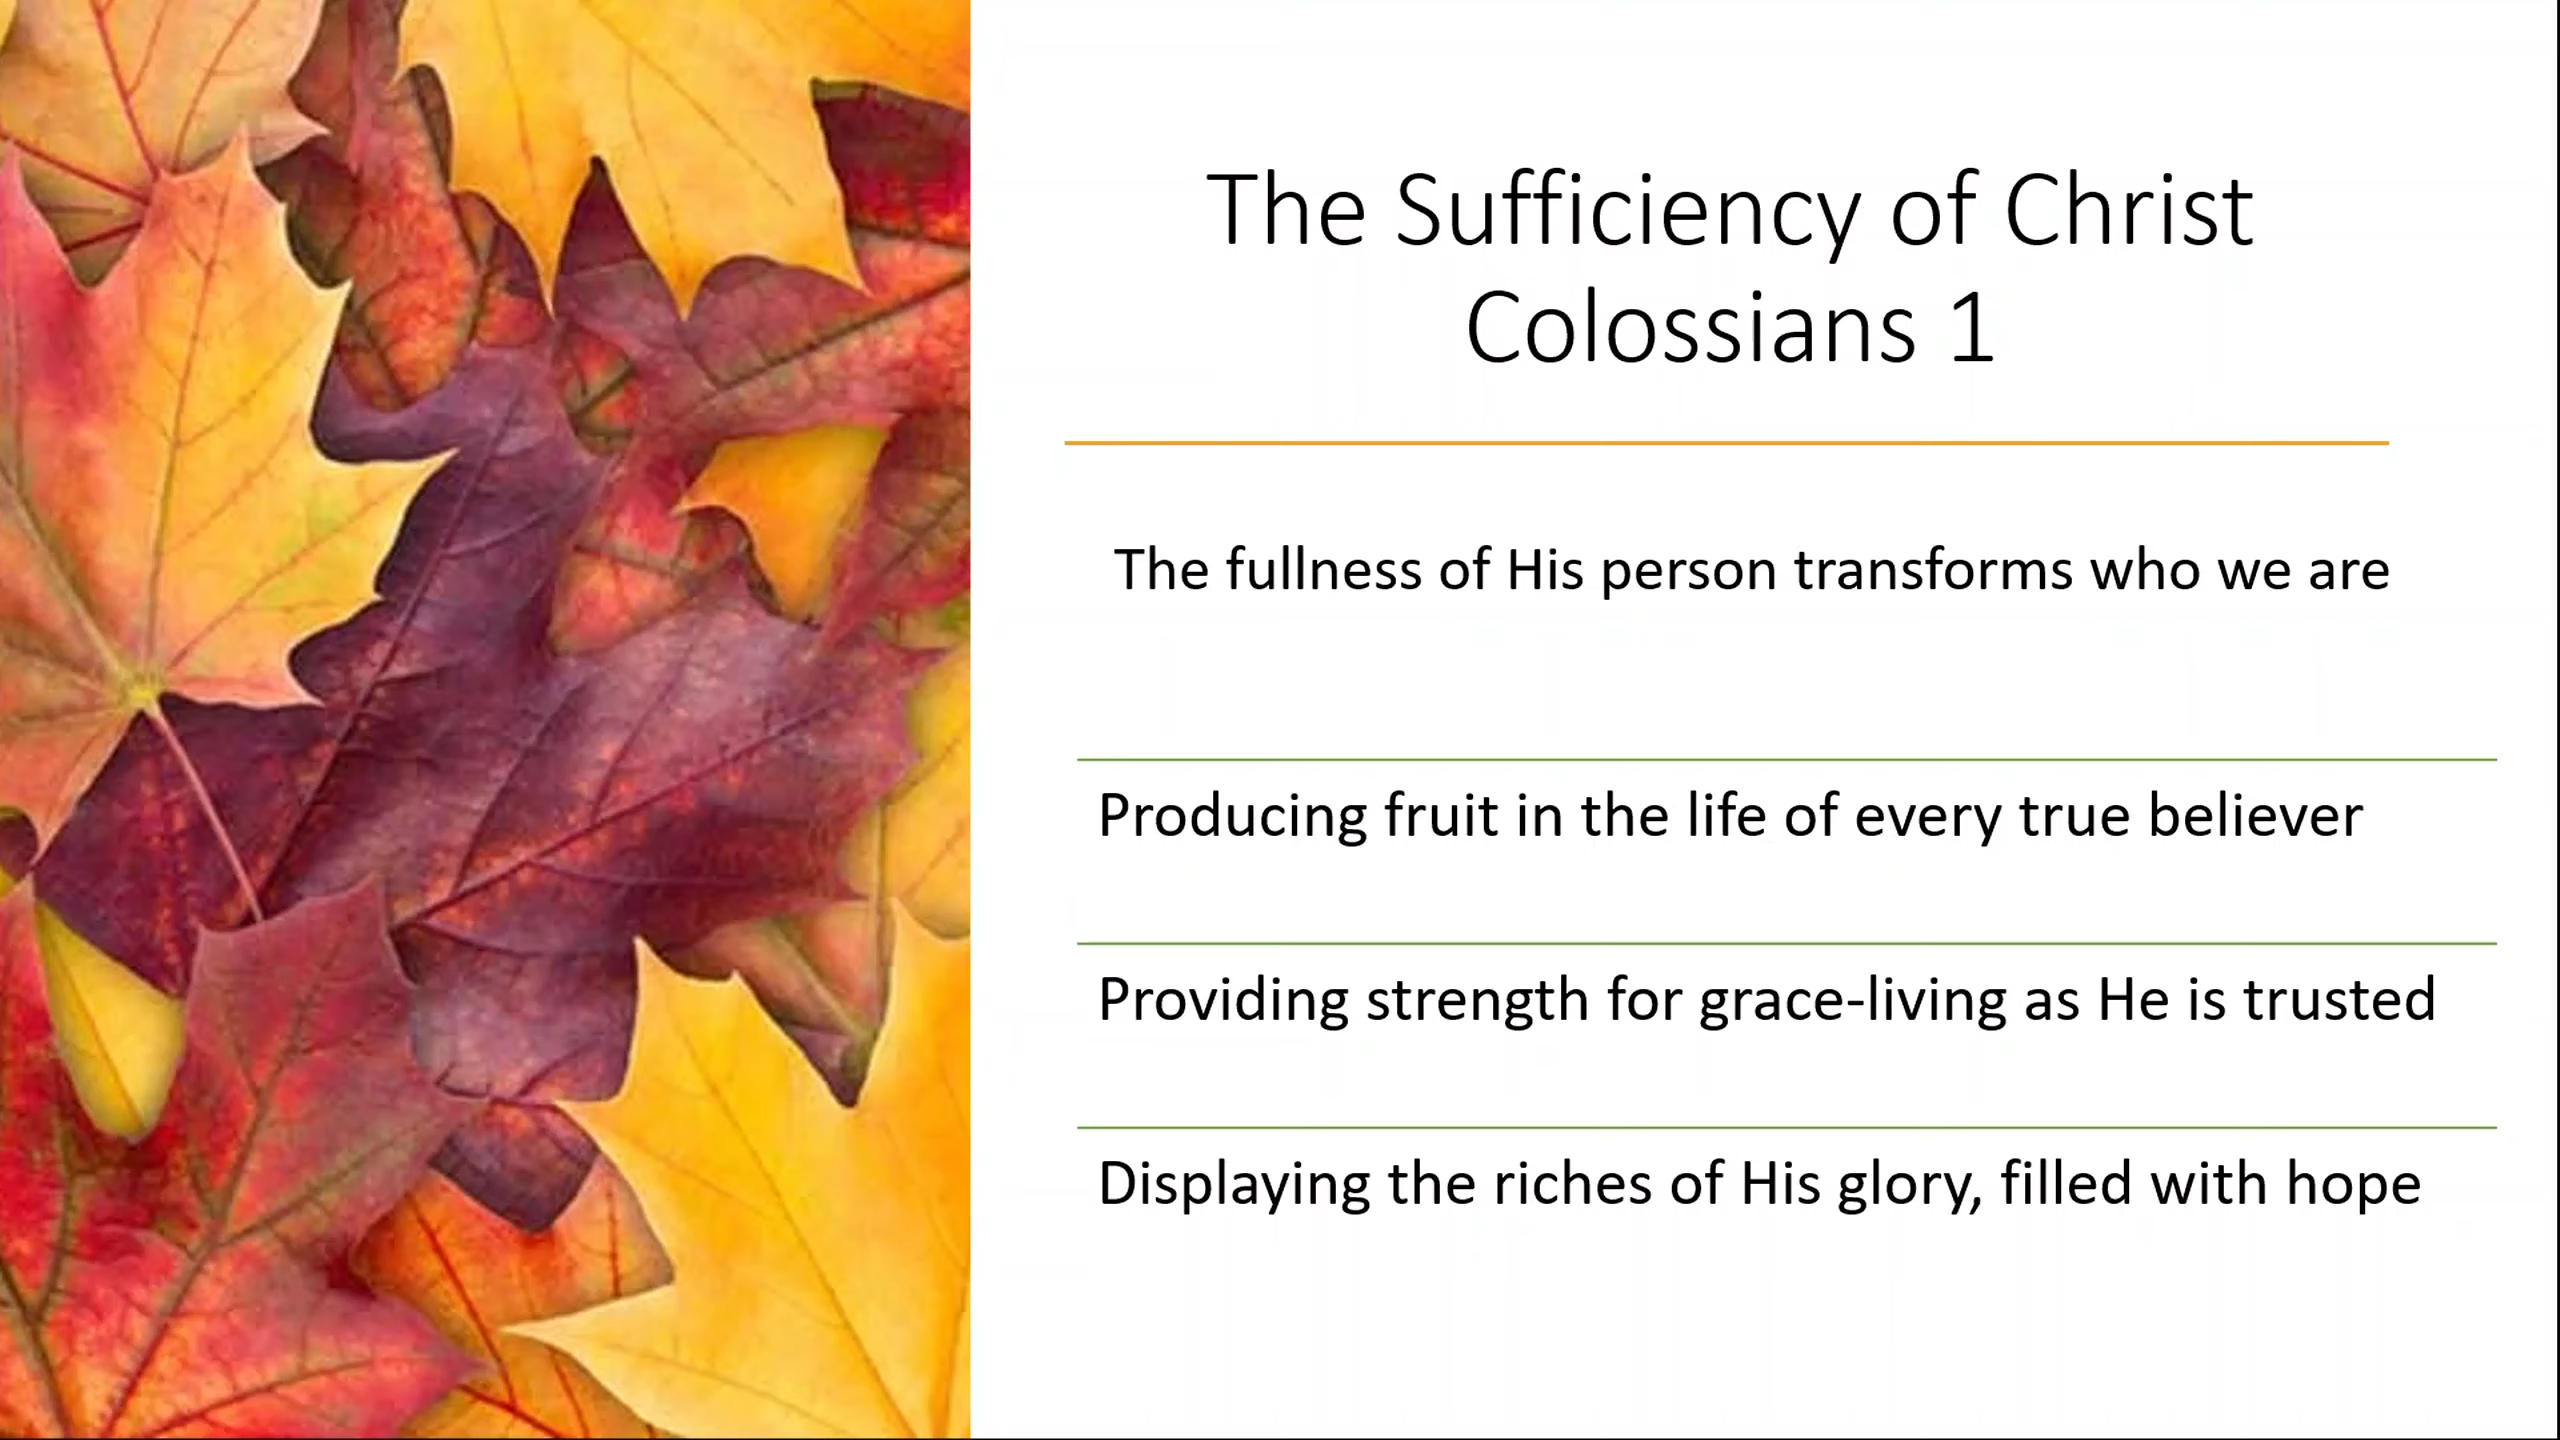 The Sufficiency of Christ
Colossians 1
The fullness of His person transforms who we are
Producing fruit in the life of every true believer
Providing strength for grace-living as He is trusted
Displaying the riches of His glory, filled with hope